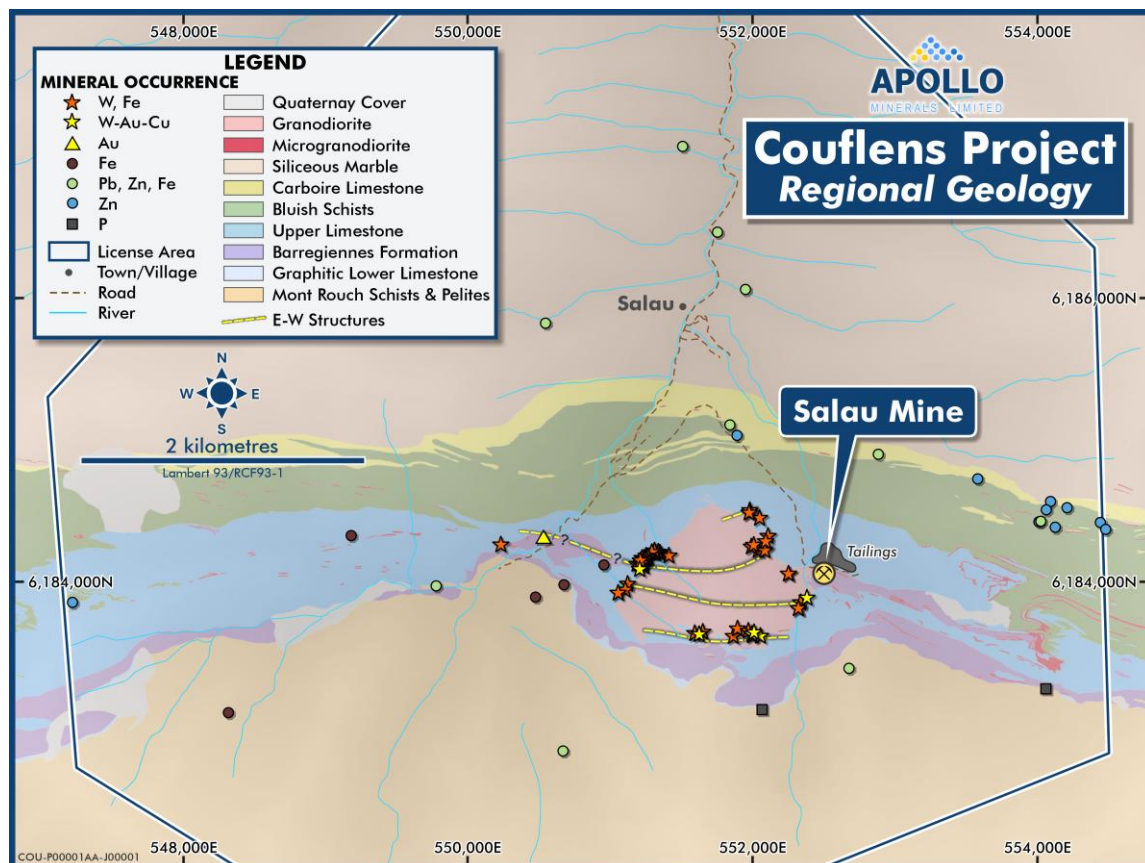 548,000E
550,000E
552,000E
554,000E
LEGEND
MINERAL OCCURRENCE
W, Fe
W-Au-Cu
Au
Fe
Pb, Zn, Fe
Zn
P
License Area
Town/Village
Road
River
Quaternay Cover
Granodiorite
Microgranodiorite
Siliceous Marble
Carboire Limestone
Bluish Schists
Upper Limestone
Barregiennes Formation
Graphitic Lower Limestone
Mont Rouch Schists & Pelites
E-W Structures
APOLLO
MINERALS LIMITED
Couflens Project
Regional Geology
Salau
6,186,000N
N
W E
S
2 kilometres
Lambert 93/RCF93-1
Salau Mine
Tailings
?
?
6,184,000N
6,184,000N
COU-P00001AA-J00001
548,000E
550,000E
552,000E
554,000E